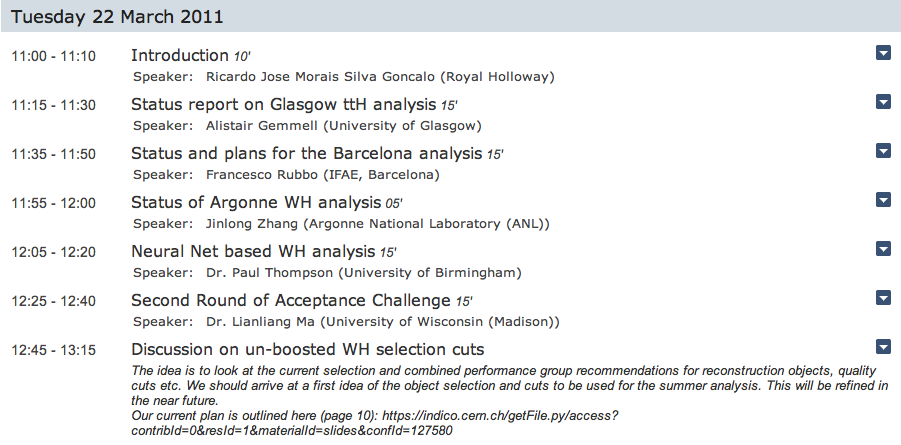 Tuesday 22 March 2011
11:00 - 11:10 Introduction 10'
Speaker: Ricardo Jose Morais Silva Goncalo (Royal Holloway)
11:15 - 11:30 Status report on Glasgow ttH analysis 15'
Speaker: Alistair Gemmell (University of Glasgow)
11:35 - 11:50 Status and plans for the Barcelona analysis 15'
Speaker: Francesco Rubbo (IFAE, Barcelona)
11:55 - 12:00 Status of Argonne WH analysis 05'
Speaker: Jinlong Zhang (Argonne National Laboratory (ANL))
12:05 - 12:20 Neural Net based WH analysis 15'
Speaker: Dr. Paul Thompson (University of Birmingham)
12:25 - 12:40 Second Round of Acceptance Challenge 15'
Speaker: Dr. Lianliang Ma (University of Wisconsin (Madison))
12:45 - 13:15 Discussion on un-boosted WH selection cuts
The idea is to look at the current selection and combined performance group recommendations for reconstruction objects, quality
cuts etc. We should arrive at a first idea of the object selection and cuts to be used for the summer analysis. This will be refined in
the near future.
Our current plan is outlined here (page 10): https://indico.cern.ch/getFile.py/access?
contribId=0&resId=1&materialId=slides&confId=127580